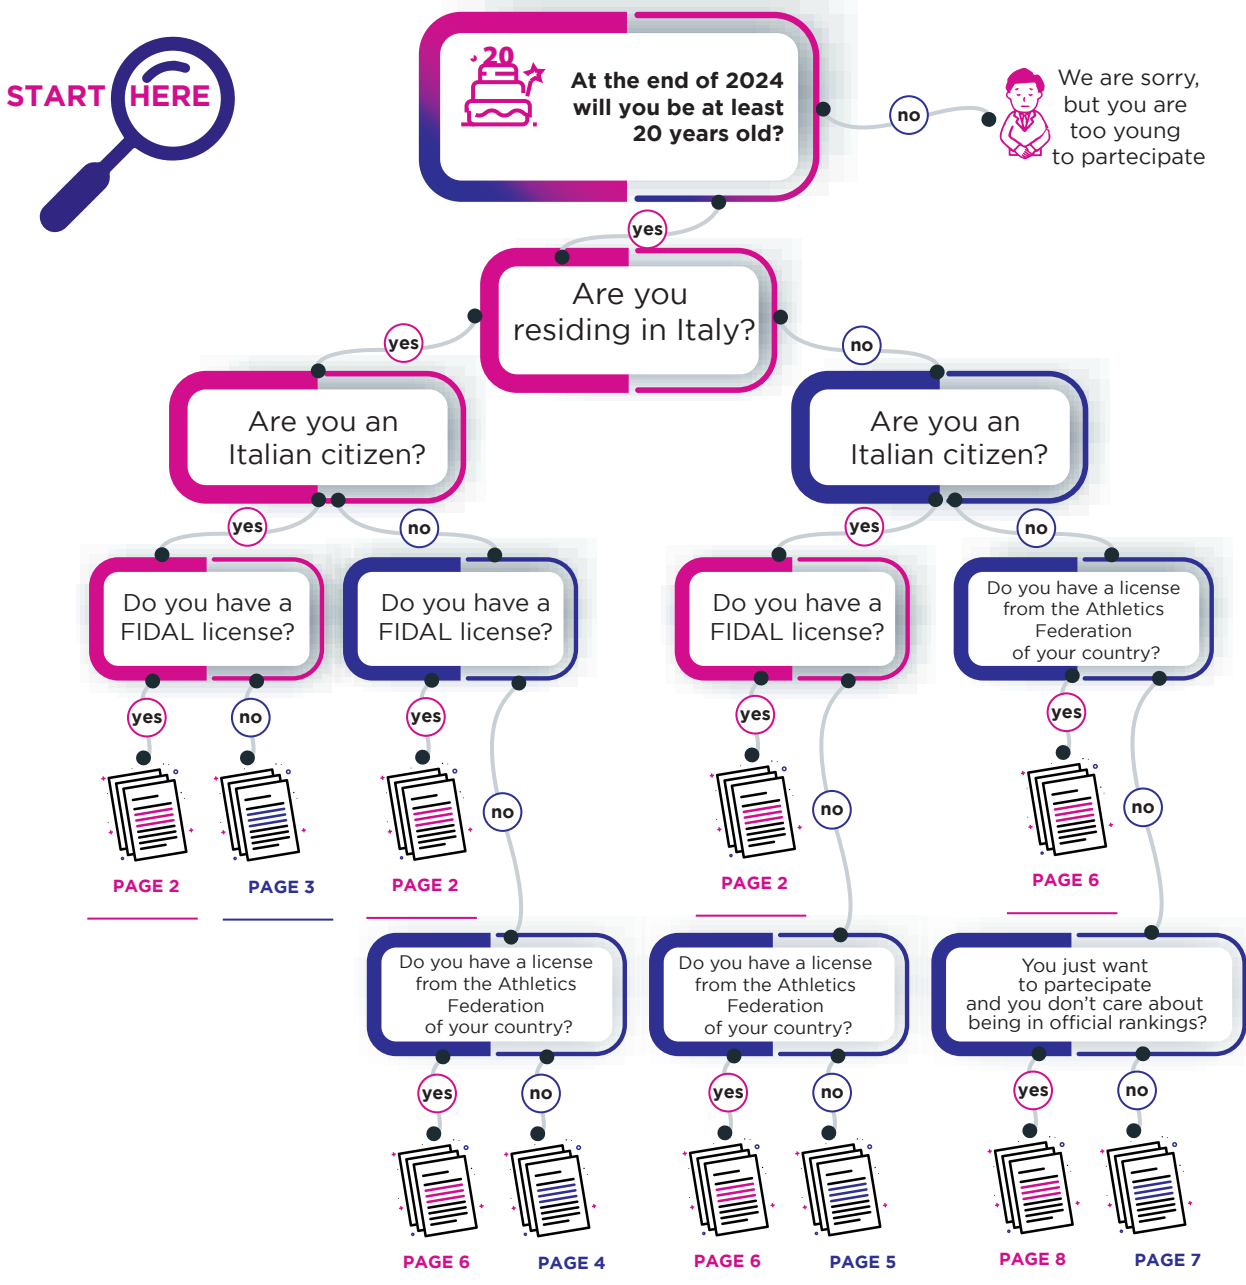 START HERE
20
At the end of 2024
will you be at least
20 years old?
no
We are sorry,
but you are
too young
to partecipate
yes
Are you
residing in Italy?
yes
no
Are you an
Italian citizen?
Are you an
Italian citizen?
yes
no
yes
no
Do you have a
FIDAL license?
Do you have a
FIDAL license?
Do you have a
FIDAL license?
Do you have a license
from the Athletics
Federation
of your country?
yes
no
yes
no
yes
no
yes
no
PAGE 2
PAGE 3
PAGE 2
PAGE 2
PAGE 6
Do you have a license
from the Athletics
Federation
of your country?
Do you have a license
from the Athletics
Federation
of your country?
You just want
to partecipate
and you don't care about
being in official rankings?
yes
no
yes
no
yes
no
PAGE 6
PAGE 4
PAGE 6
PAGE 5
PAGE 8
PAGE 7